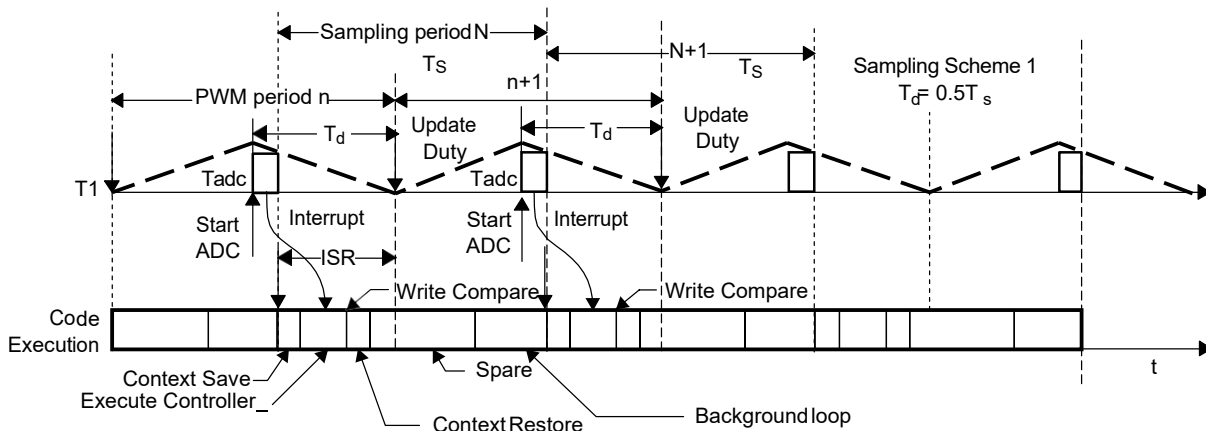 Sampling period N
T_S
N+1
T_S
Sampling Scheme 1
T_d = 0.5T_s
PWM period n
n+1
T_d
Update
Duty
T_d
Update
Duty
T1
Tadc
Tadc
Start
ADC
Interrupt
Start
ADC
Interrupt
ISR
Write Compare
Write Compare
Code
Execution
t
Context Save
Execute Controller_
Context Restore
Spare
Background loop